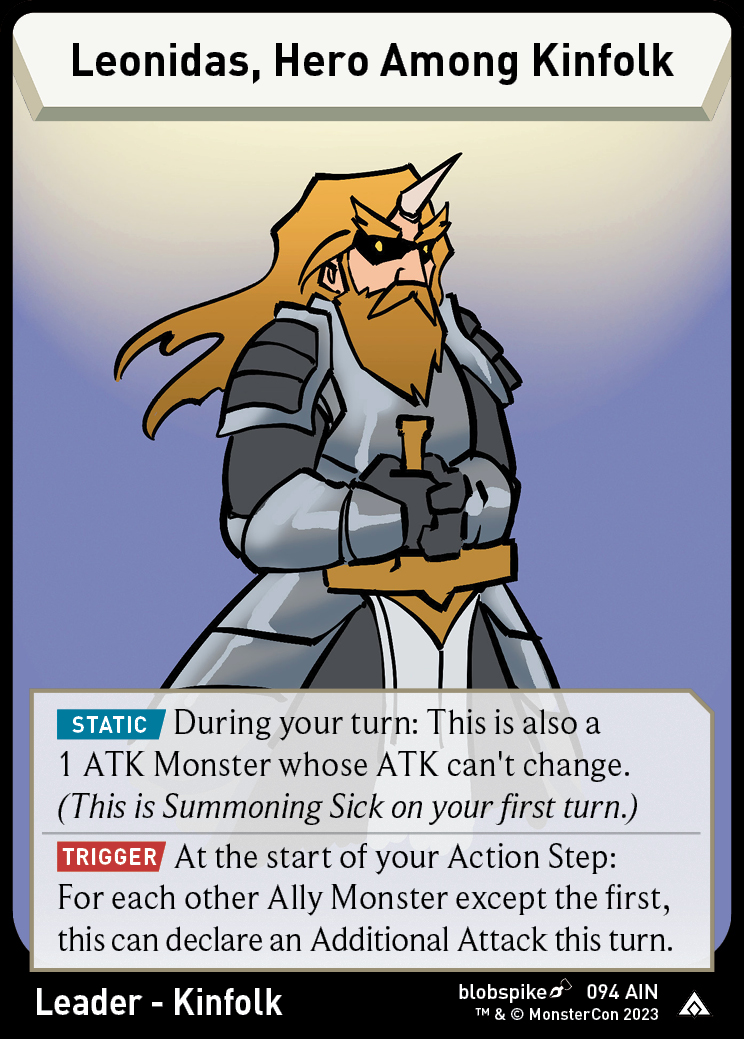 Leonidas, Hero Among Kinfolk
STATIC During your turn: This is also a
1 ATK Monster whose ATK can't change.
(This is Summoning Sick on your first turn.)
TRIGGER At the start of your Action Step:
For each other Ally Monster except the first,
this can declare an Additional Attack this turn.
Leader - Kinfolk
blobspike 094 AIN
™ & © MonsterCon 2023